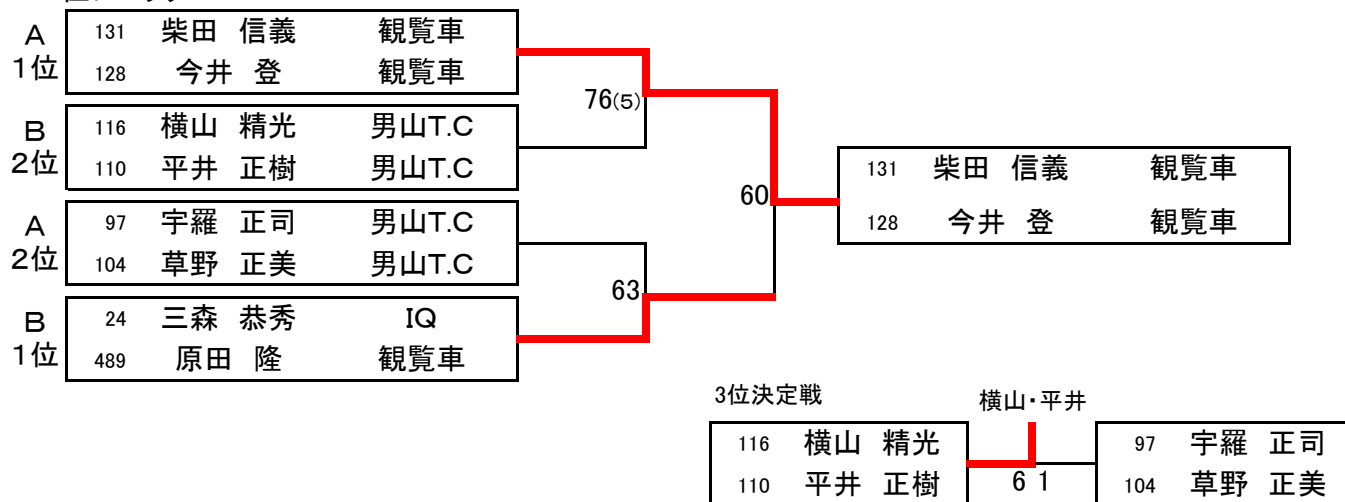 A 1位 131 柴田 信義 観覧車
128 今井 登 観覧車
76(5)
B 2位 116 横山 精光 男山T.C
110 平井 正樹 男山T.C
131 柴田 信義 観覧車
128 今井 登 観覧車
60
A 2位 97 宇羅 正司 男山T.C
104 草野 正美 男山T.C
63
B 1位 24 三森 恭秀 IQ
489 原田 隆 観覧車
3位決定戦 横山・平井
116 横山 精光 97 宇羅 正司
110 平井 正樹 6 1 104 草野 正美